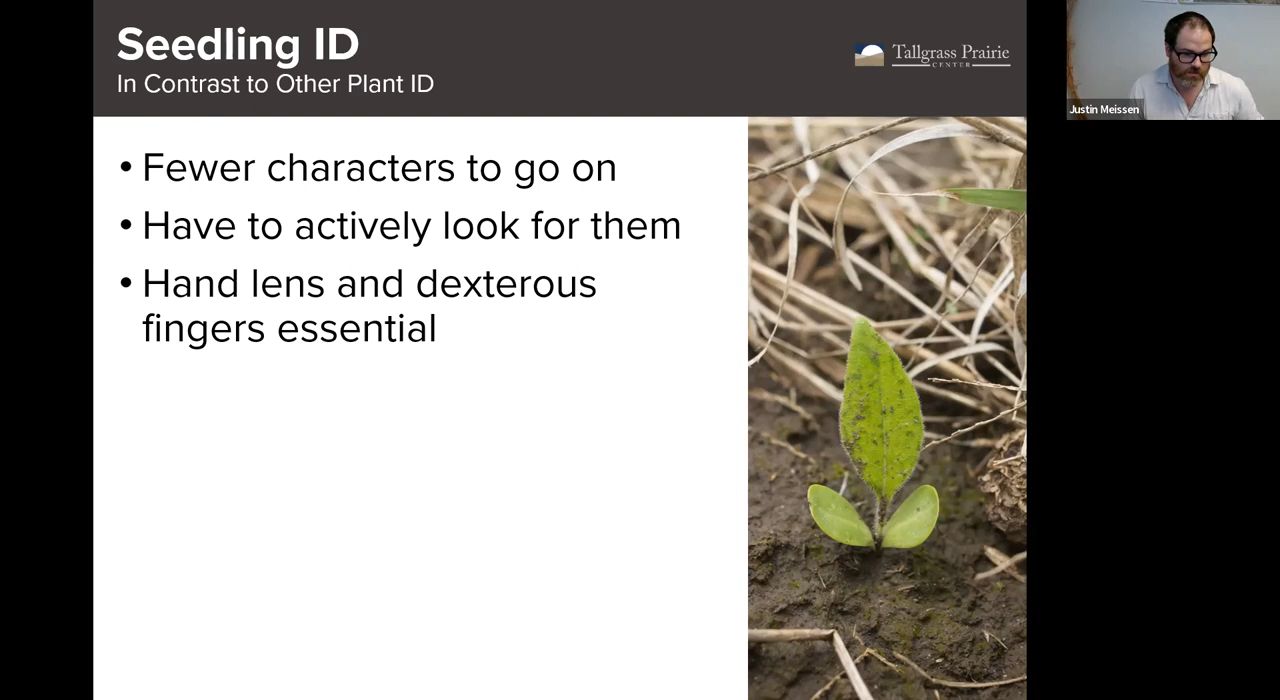 Seedling ID
In Contrast to Other Plant ID
Tallgrass Prairie
CENTER
Justin Meissen
• Fewer characters to go on
• Have to actively look for them
• Hand lens and dexterous
fingers essential